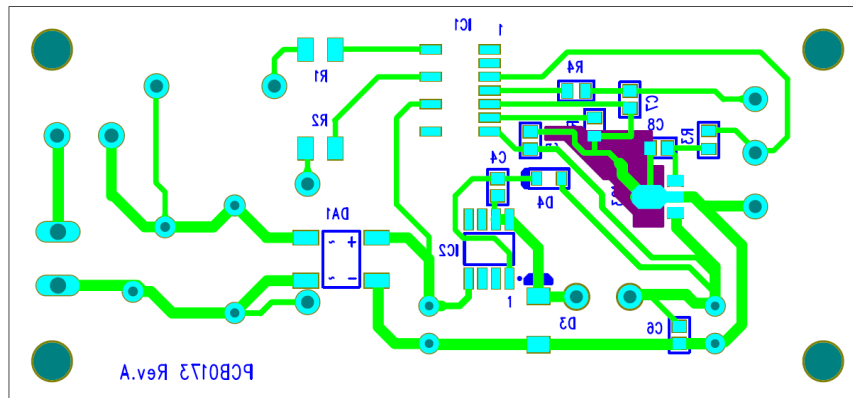 IC1
1
R1
R4
C7
R2
C8
R3
C4
D4
DA1
+
~
~
−
IC2
1
D3
C6
PCB0173 Rev.A